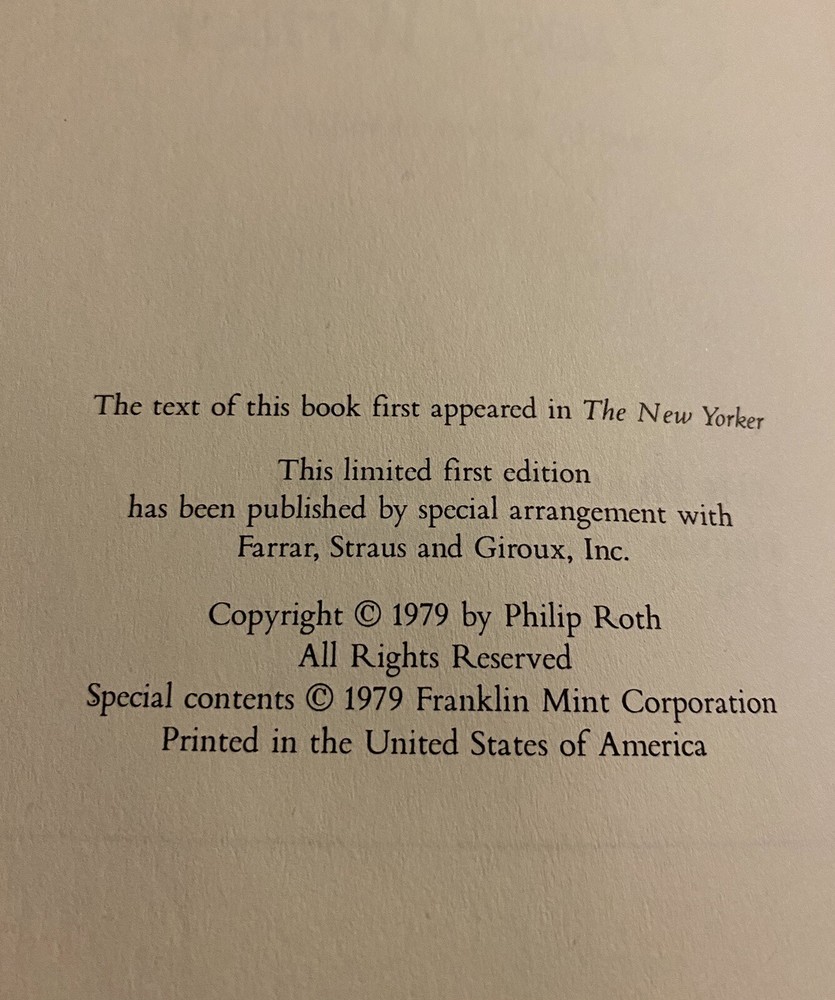 The text of this book first appeared in The New Yorker
This limited first edition
has been published by special arrangement with
Farrar, Straus and Giroux, Inc.
Copyright © 1979 by Philip Roth
All Rights Reserved
Special contents © 1979 Franklin Mint Corporation
Printed in the United States of America